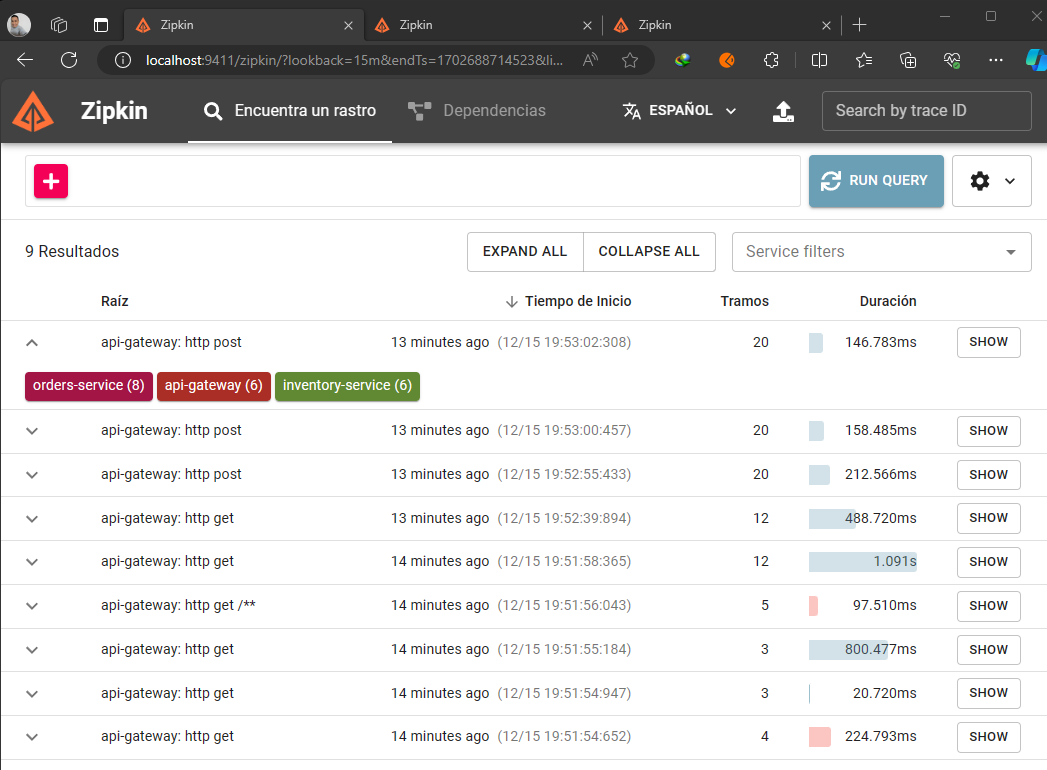 Zipkin Zipkin Zipkin
localhost:9411/zipkin/?lookback=15m&endTs=1702688714523&li...
Zipkin Encuentra un rastro Dependencias ESPAÑOL Search by trace ID
RUN QUERY
9 Resultados EXPAND ALL COLLAPSE ALL Service filters
Raíz Tiempo de Inicio Tramos Duración
api-gateway: http post 13 minutes ago (12/15 19:53:02:308) 20 146.783ms SHOW
orders-service (8) api-gateway (6) inventory-service (6)
api-gateway: http post 13 minutes ago (12/15 19:53:00:457) 20 158.485ms SHOW
api-gateway: http post 13 minutes ago (12/15 19:52:55:433) 20 212.566ms SHOW
api-gateway: http get 13 minutes ago (12/15 19:52:39:894) 12 488.720ms SHOW
api-gateway: http get 14 minutes ago (12/15 19:51:58:365) 12 1.091s SHOW
api-gateway: http get /** 14 minutes ago (12/15 19:51:56:043) 5 97.510ms SHOW
api-gateway: http get 14 minutes ago (12/15 19:51:55:184) 3 800.477ms SHOW
api-gateway: http get 14 minutes ago (12/15 19:51:54:947) 3 20.720ms SHOW
api-gateway: http get 14 minutes ago (12/15 19:51:54:652) 4 224.793ms SHOW